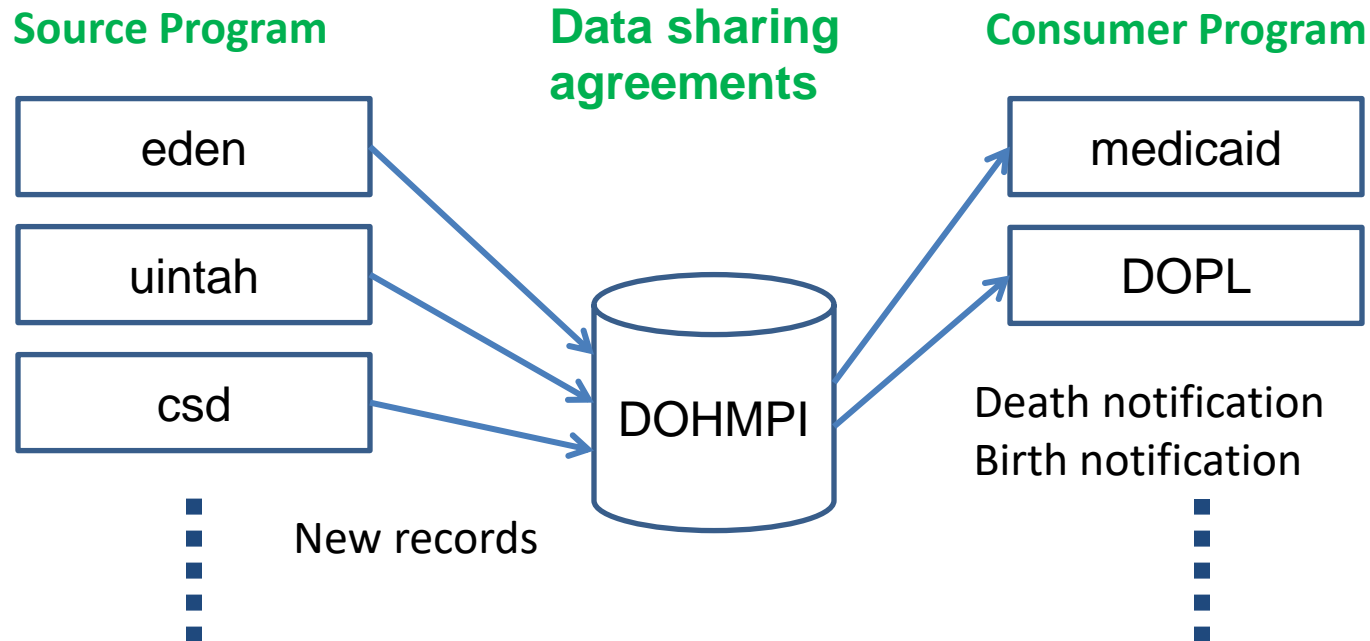 Source Program
Data sharing
agreements
Consumer Program
eden
uintah
csd
DOHMPI
medicaid
DOPL
New records
Death notification
Birth notification